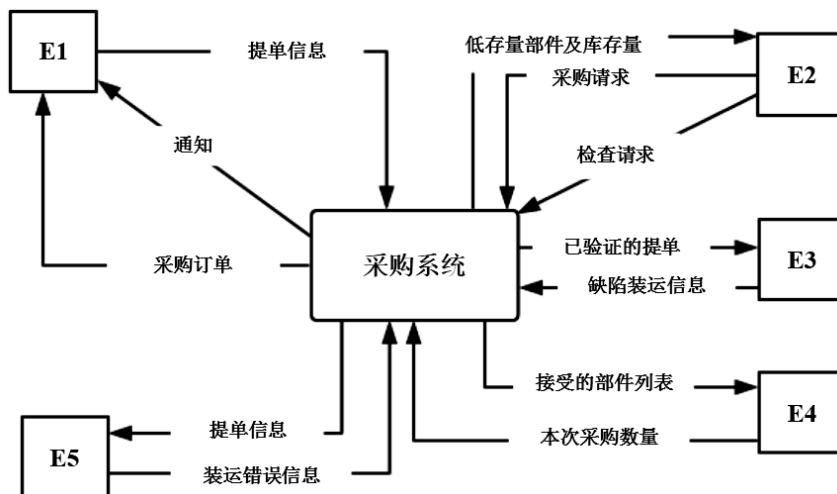 E1
提单信息
低存量部件及库存量
采购请求
E2
通知
检查请求
采购订单
采购系统
已验证的提单
缺陷装运信息
E3
接受的部件列表
本次采购数量
E4
提单信息
装运错误信息
E5